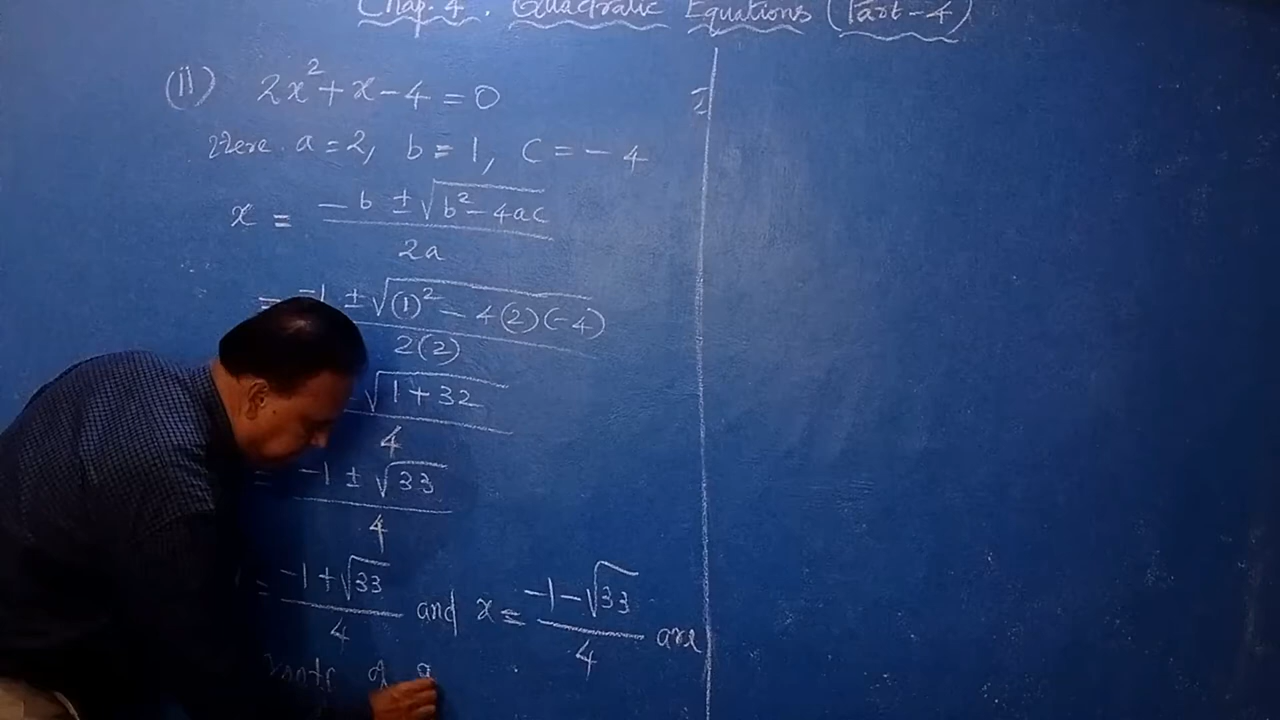 Chap. 4. Quadratic Equations (Part-4)
(ii) 2x² + x - 4 = 0
Here. a = 2, b = 1, c = - 4
x = (-b ± √(b² - 4ac)) / 2a
= (-1 ± √((1)² - 4(2)(-4))) / 2(2)
√(1 + 32) / 4
= (-1 ± √33) / 4
= (-1 + √33) / 4 and x = (-1 - √33) / 4 are
roots of